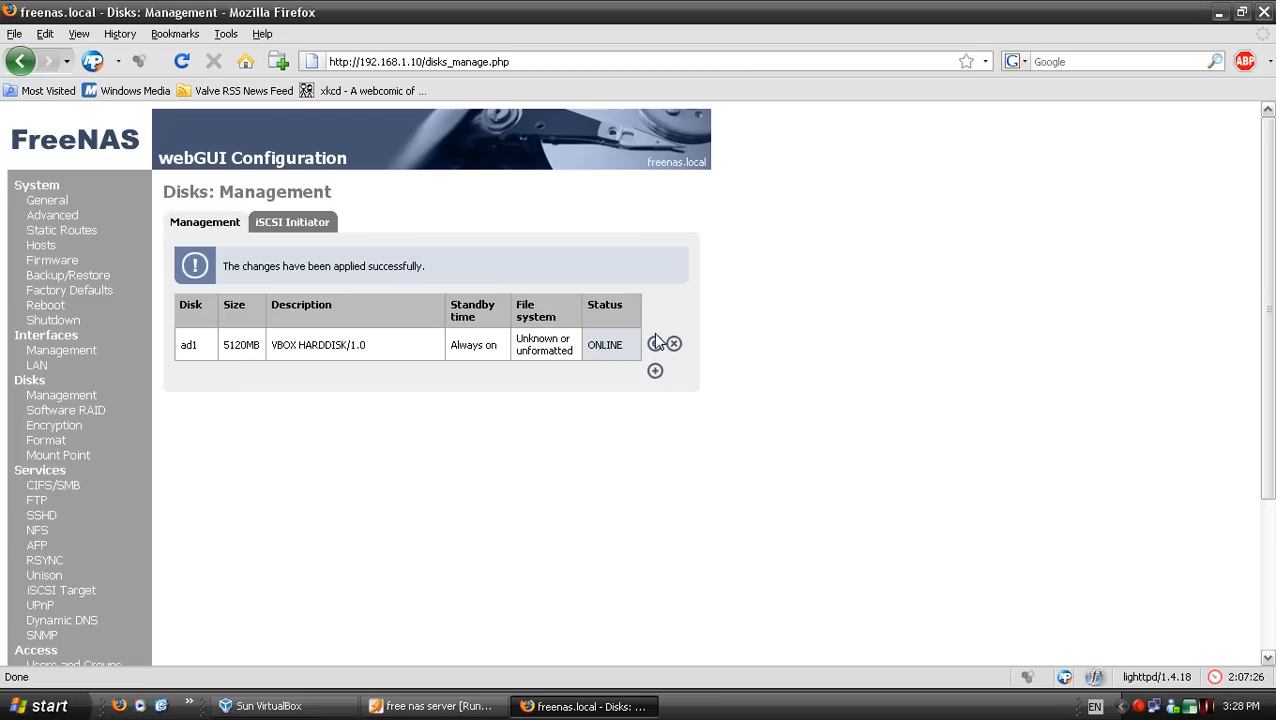 freenas.local - Disks: Management - Mozilla Firefox
File Edit View History Bookmarks Tools Help
http://192.168.1.10/disks_manage.php
Google
ABP
Most Visited Windows Media Valve RSS News Feed xkcd - A webcomic of ...
FreeNAS
webGUI Configuration
freenas.local
System
General
Advanced
Static Routes
Hosts
Firmware
Backup/Restore
Factory Defaults
Reboot
Shutdown
Interfaces
Management
LAN
Disks
Management
Software RAID
Encryption
Format
Mount Point
Services
CIFS/SMB
FTP
SSHD
NFS
AFP
RSYNC
Unison
iSCSI Target
UPnP
Dynamic DNS
SNMP
Access
Users and Groups
Disks: Management
Management iSCSI Initiator
The changes have been applied successfully.
Disk Size Description Standby time File system Status
ad1 5120MB VBOX HARDDISK/1.0 Always on Unknown or unformatted ONLINE
Done
lighttpd/1.4.18 2:07:26
start
Sun VirtualBox
free nas server [Run...
freenas.local - Disks: ...
EN
3:28 PM